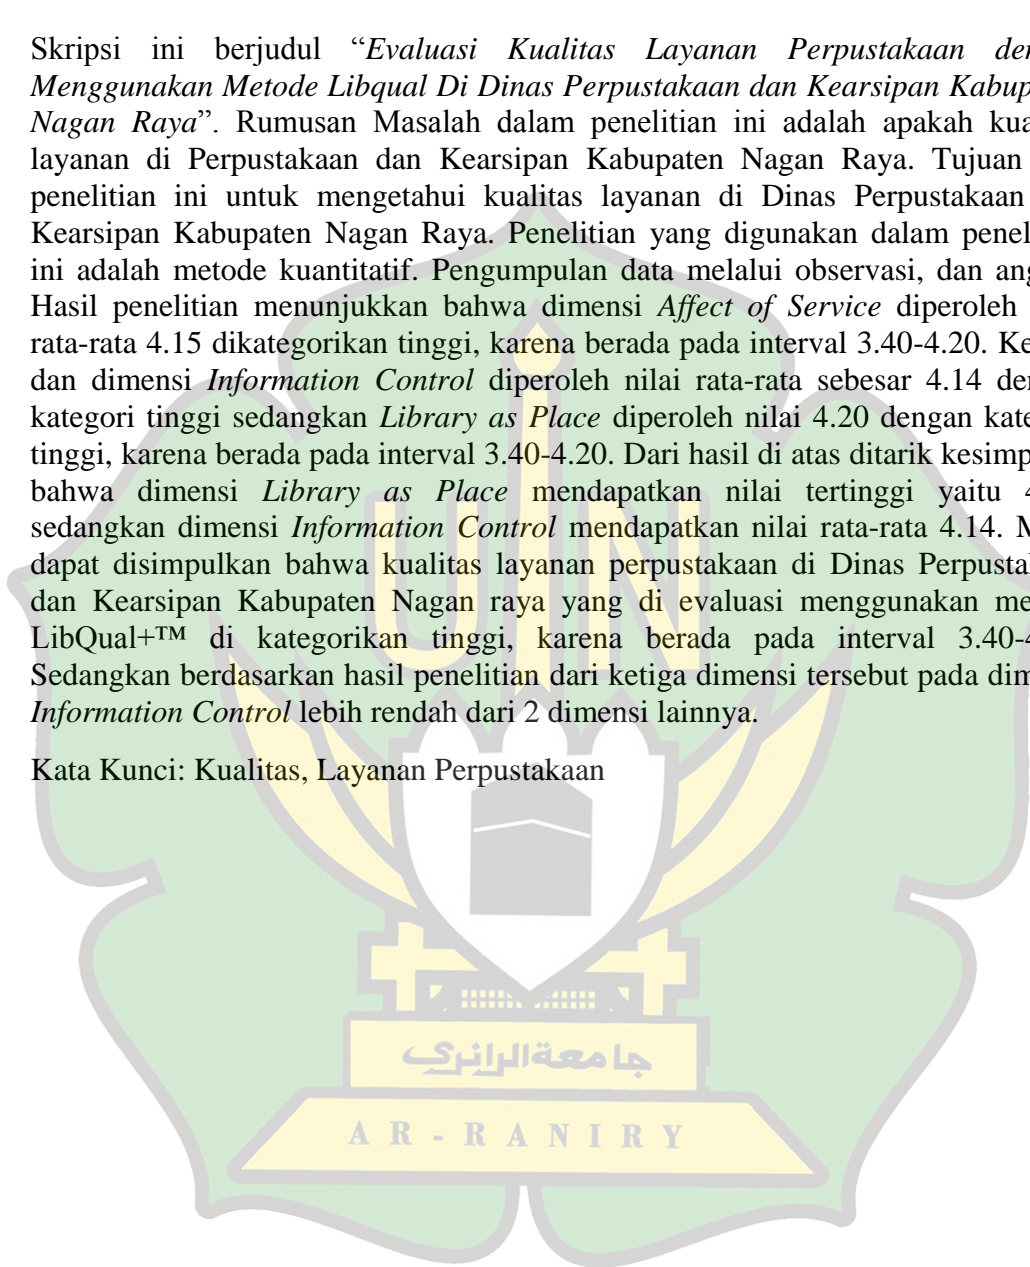 Skripsi ini berjudul “Evaluasi Kualitas Layanan Perpustakaan den
Menggunakan Metode Libqual Di Dinas Perpustakaan dan Kearsipan Kabup
Nagan Raya”. Rumusan Masalah dalam penelitian ini adalah apakah kua
layanan di Perpustakaan dan Kearsipan Kabupaten Nagan Raya. Tujuan
penelitian ini untuk mengetahui kualitas layanan di Dinas Perpustakaan
Kearsipan Kabupaten Nagan Raya. Penelitian yang digunakan dalam penel
ini adalah metode kuantitatif. Pengumpulan data melalui observasi, dan ang
Hasil penelitian menunjukkan bahwa dimensi Affect of Service diperoleh
rata-rata 4.15 dikategorikan tinggi, karena berada pada interval 3.40-4.20. Ke
dan dimensi Information Control diperoleh nilai rata-rata sebesar 4.14 den
kategori tinggi sedangkan Library as Place diperoleh nilai 4.20 dengan kate
tinggi, karena berada pada interval 3.40-4.20. Dari hasil di atas ditarik kesimp
bahwa dimensi Library as Place mendapatkan nilai tertinggi yaitu 4
sedangkan dimensi Information Control mendapatkan nilai rata-rata 4.14. M
dapat disimpulkan bahwa kualitas layanan perpustakaan di Dinas Perpusta
dan Kearsipan Kabupaten Nagan raya yang di evaluasi menggunakan me
LibQual+™ di kategorikan tinggi, karena berada pada interval 3.40-4
Sedangkan berdasarkan hasil penelitian dari ketiga dimensi tersebut pada dim
Information Control lebih rendah dari 2 dimensi lainnya.
Kata Kunci: Kualitas, Layanan Perpustakaan
UIN
جامعةالرانري
AR-RANIRY